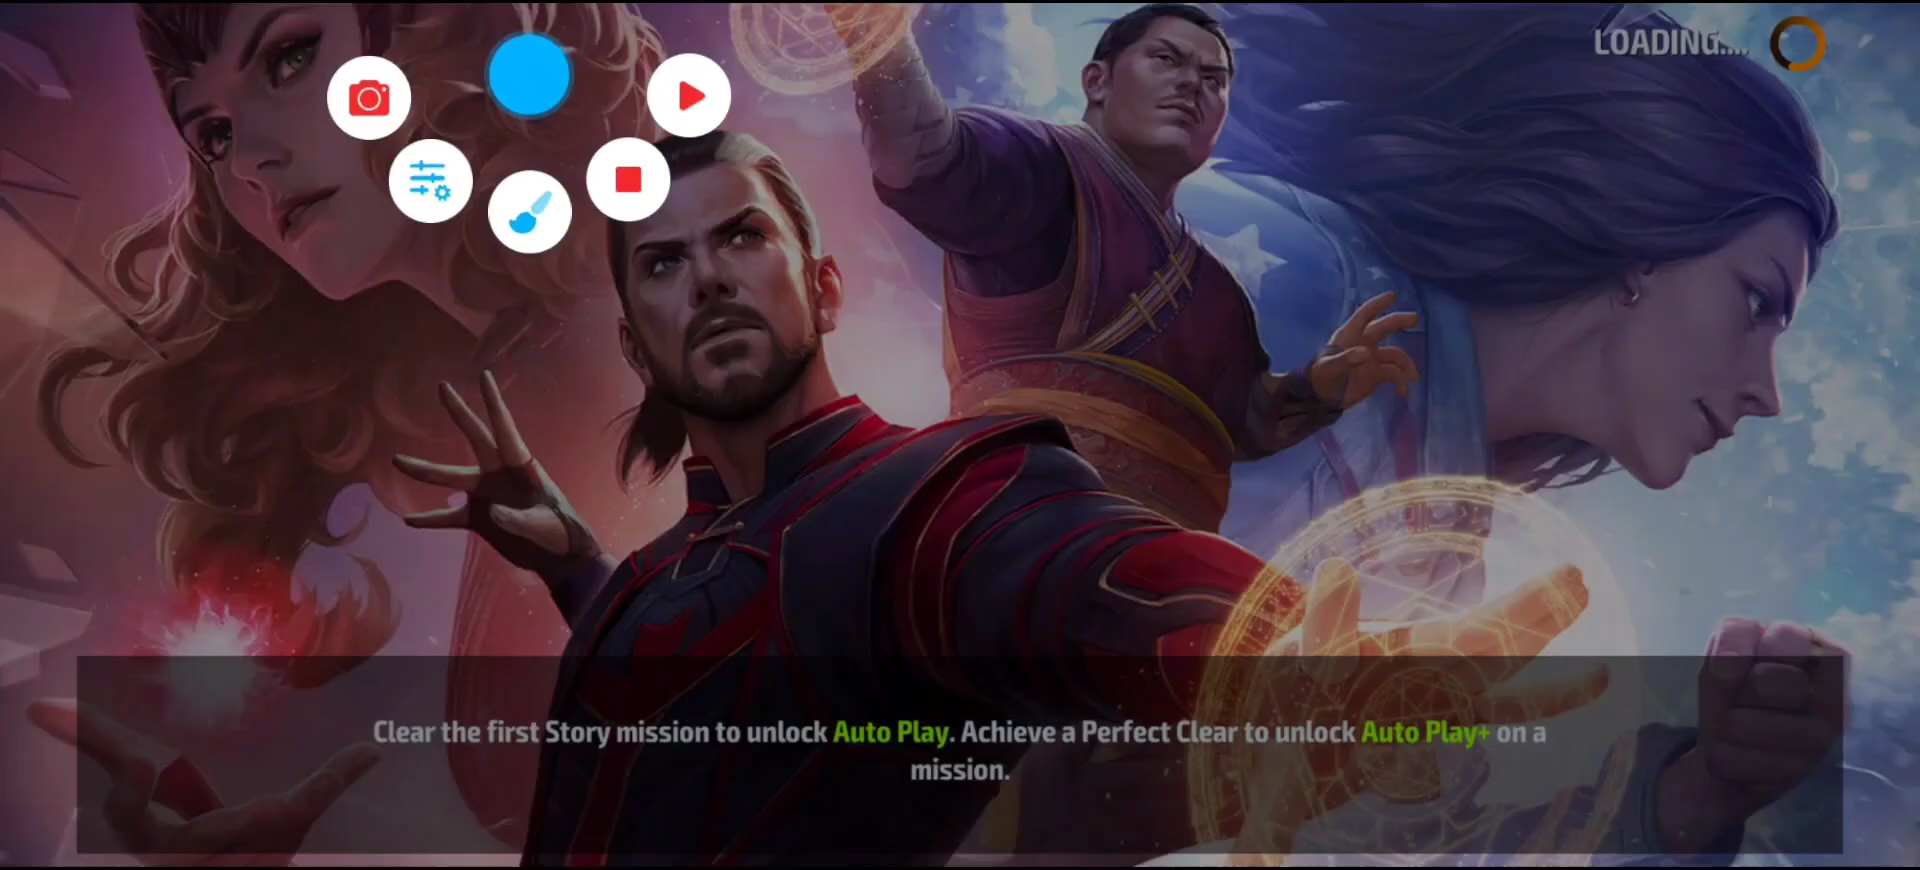 LOADING....
Clear the first Story mission to unlock Auto Play. Achieve a Perfect Clear to unlock Auto Play+ on a
mission.